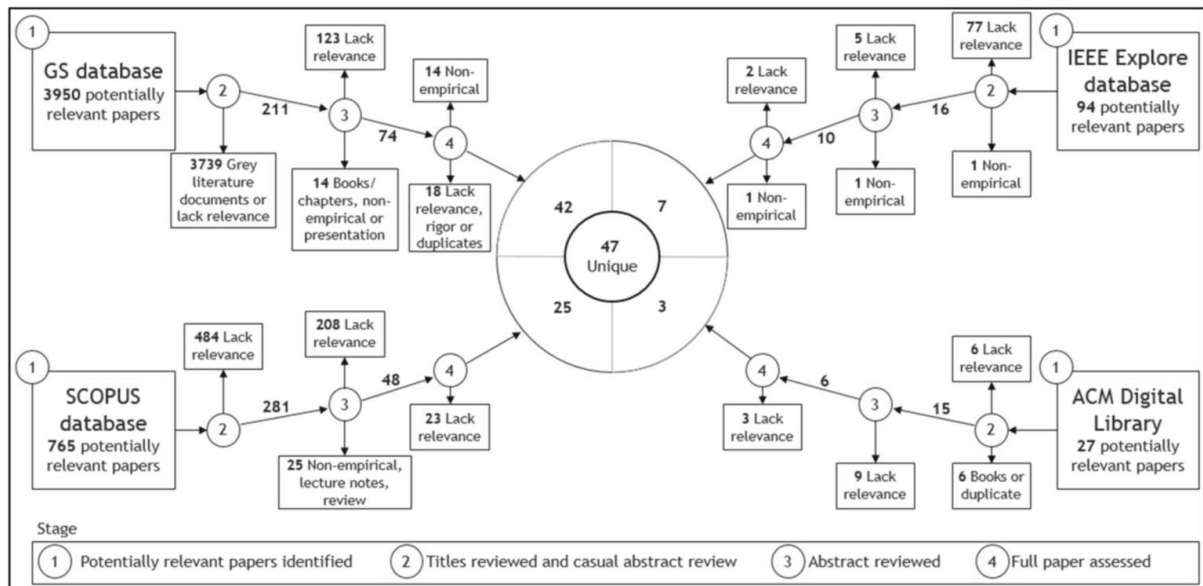 1
GS database
3950 potentially
relevant papers
2
211
3739 Grey
literature
documents or
lack relevance
123 Lack
relevance
3
74
14 Books/
chapters, non-
empirical or
presentation
14 Non-
empirical
4
18 Lack
relevance,
rigor or
duplicates
1
IEEE Explore
database
94 potentially
relevant papers
77 Lack
relevance
2
16
1 Non-
empirical
5 Lack
relevance
3
10
1 Non-
empirical
2 Lack
relevance
4
1 Non-
empirical
42
7
47
Unique
25
3
1
SCOPUS
database
765 potentially
relevant papers
484 Lack
relevance
2
281
208 Lack
relevance
3
48
25 Non-empirical,
lecture notes,
review
4
23 Lack
relevance
1
ACM Digital
Library
27 potentially
relevant papers
6 Lack
relevance
2
15
6 Books or
duplicate
3
6
9 Lack
relevance
4
3 Lack
relevance
Stage
1 Potentially relevant papers identified
2 Titles reviewed and casual abstract review
3 Abstract reviewed
4 Full paper assessed